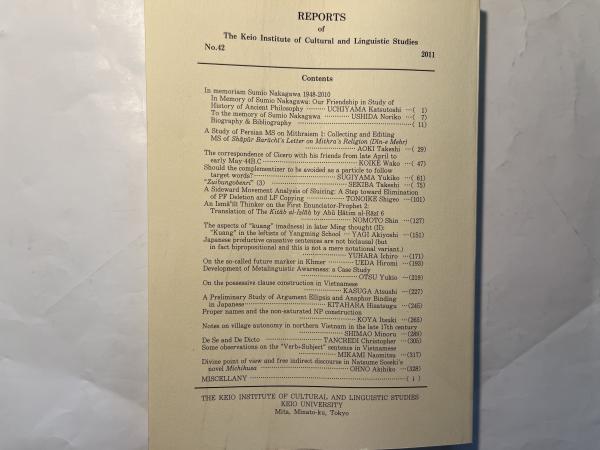 REPORTS
of
The Keio Institute of Cultural and Linguistic Studies
No.42 2011
Contents
In memoriam Sumio Nakagawa 1948-2010
In Memory of Sumio Nakagawa: Our Friendship in Study of
History of Ancient Philosophy ········ UCHIYAMA Katsutoshi ···( 1)
To the memory of Sumio Nakagawa ············ USHIDA Noriko ···( 7)
Biography & Bibliography ·········································( 11)
A Study of Persian MS on Mithraism 1: Collecting and Editing
MS of Shāpūr Barūcht's Letter on Mithra's Religion (Dīn-e Mehr)
········································ AOKI Takeshi ···( 29)
The correspondence of Cicero with his friends from late April to
early May 44B.C. ·························· KOIKE Wako ···( 47)
Should the complementizer to be avoided as a particle to follow
target words? ························ SUGIYAMA Yukiko ···( 61)
"Zuihangobenri" (3) ······················ SEKIBA Takeshi ···( 75)
A Sideward Movement Analysis of Sluicing: A Step toward Elimination
of PF Deletion and LF Copying ············ TONOIKE Shigeo ···(101)
An Ismā'īlī Thinker on the First Enunciator-Prophet 2:
Translation of The Kitāb al-Iṣlāḥ by Abū Ḥātim al-Rāzī 6
········································ NOMOTO Shin ···(127)
The aspects of "kuang" (madness) in later Ming thought (II):
"Kuang" in the leftists of Yangming School ··· YAGI Akiyoshi ···(151)
Japanese productive causative sentences are not biclausal (but
in fact bipropositional and this is not a mere notational variant.)
········································ YUHARA Ichiro ···(171)
On the so-called future marker in Khmer ·········· UEDA Hiromi ···(193)
Development of Metalinguistic Awareness: a Case Study
········································ OTSU Yukio ···(219)
On the possessive clause construction in Vietnamese
········································ KASUGA Atsushi ···(227)
A Preliminary Study of Argument Ellipsis and Anaphor Binding
in Japanese ························ KITAHARA Hisatsugu ···(245)
Proper names and the non-saturated NP construction
········································ KOYA Itsuki ···(265)
Notes on village autonomy in northern Vietnam in the late 17th century
········································ SHIMAO Minoru ···(289)
De Se and De Dicto ················ TANCREDI Christopher ···(305)
Some observations on the "Verb+Subject" sentence in Vietnamese
········································ MIKAMI Naomitsu ···(317)
Divine point of view and free indirect discourse in Natsume Soseki's
novel Michikusa ························ OHNO Akihiko ···(328)
MISCELLANY ···················································( i )
THE KEIO INSTITUTE OF CULTURAL AND LINGUISTIC STUDIES
KEIO UNIVERSITY
Mita, Minato-ku, Tokyo